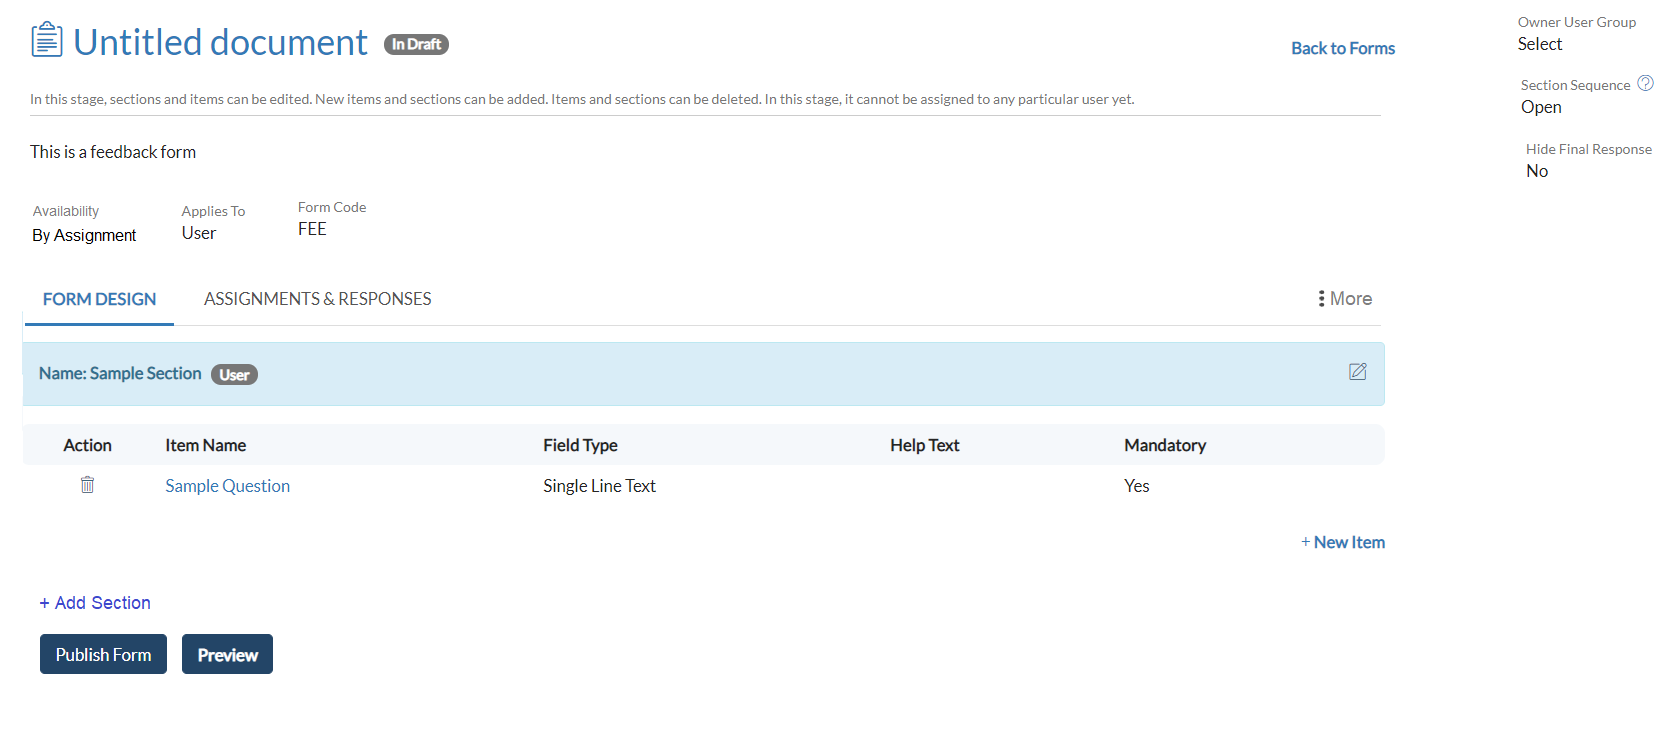 Untitled document In Draft
Back to Forms
In this stage, sections and items can be edited. New items and sections can be added. Items and sections can be deleted. In this stage, it cannot be assigned to any particular user yet.
This is a feedback form
Availability
By Assignment
Applies To
User
Form Code
FEE
Owner User Group
Select
Section Sequence ?
Open
Hide Final Response
No
FORM DESIGN ASSIGNMENTS & RESPONSES More
Name: Sample Section User
Action Item Name Field Type Help Text Mandatory
Sample Question Single Line Text Yes
+ New Item
+ Add Section
Publish Form Preview